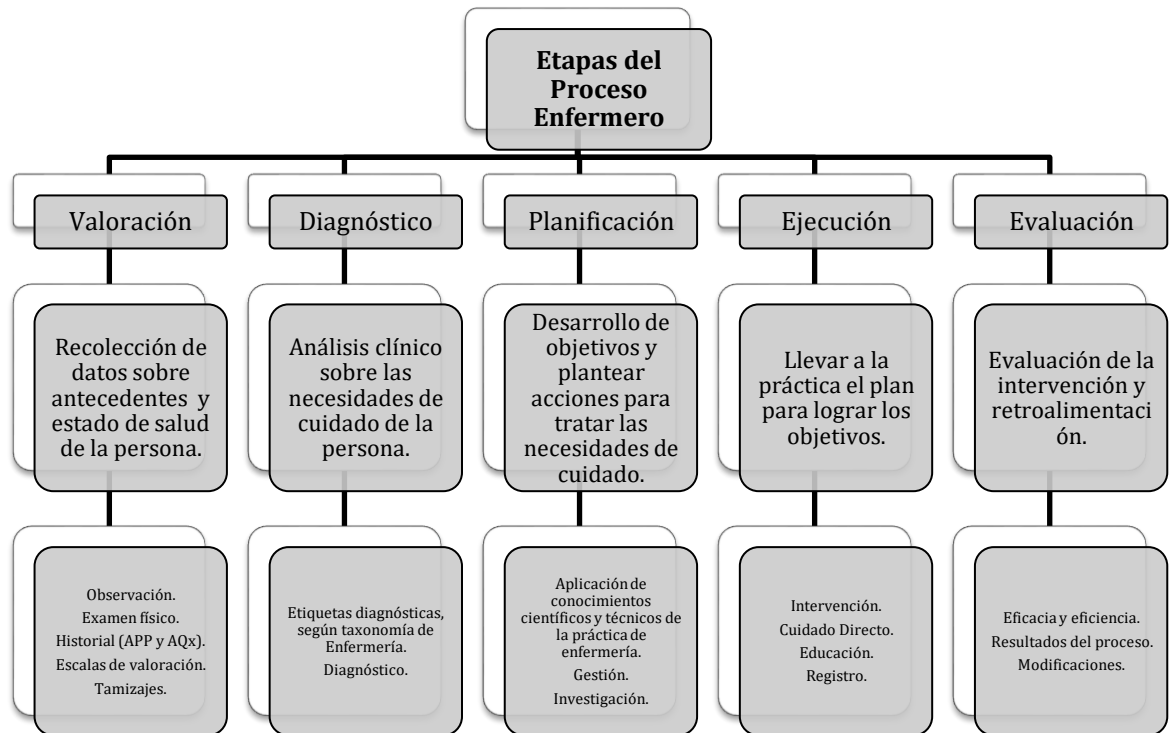 Etapas del
Proceso
Enfermero
Valoración
Diagnóstico
Planificación
Ejecución
Evaluación
Recolección de
datos sobre
antecedentes y
estado de salud
de la persona.
Análisis clínico
sobre las
necesidades de
cuidado de la
persona.
Desarrollo de
objetivos y
plantear
acciones para
tratar las
necesidades de
cuidado.
Llevar a la
práctica el plan
para lograr los
objetivos.
Evaluación de la
intervención y
retroalimentaci
ón.
Observación.
Examen físico.
Historial (APP y AQx).
Escalas de valoración.
Tamizajes.
Etiquetas diagnósticas,
según taxonomía de
Enfermería.
Diagnóstico.
Aplicación de
conocimientos
científicos y técnicos de
la práctica de
enfermería.
Gestión.
Investigación.
Intervención.
Cuidado Directo.
Educación.
Registro.
Eficacia y eficiencia.
Resultados del proceso.
Modificaciones.